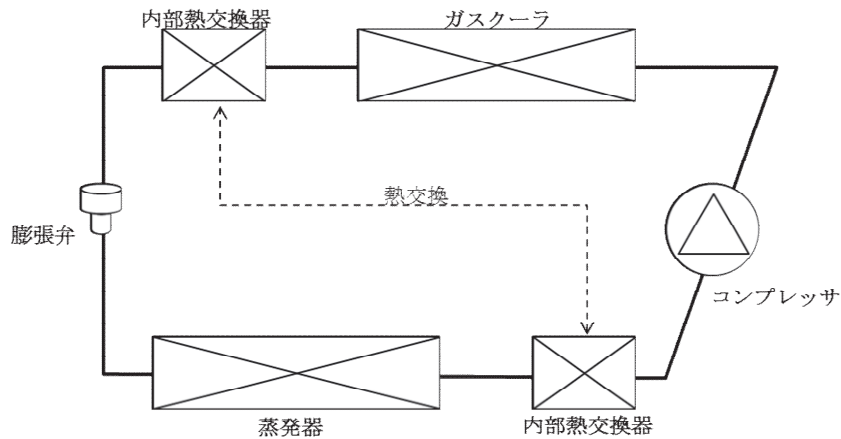 内部熱交換器
ガスクーラ
熱交換
膨張弁
コンプレッサ
蒸発器
内部熱交換器